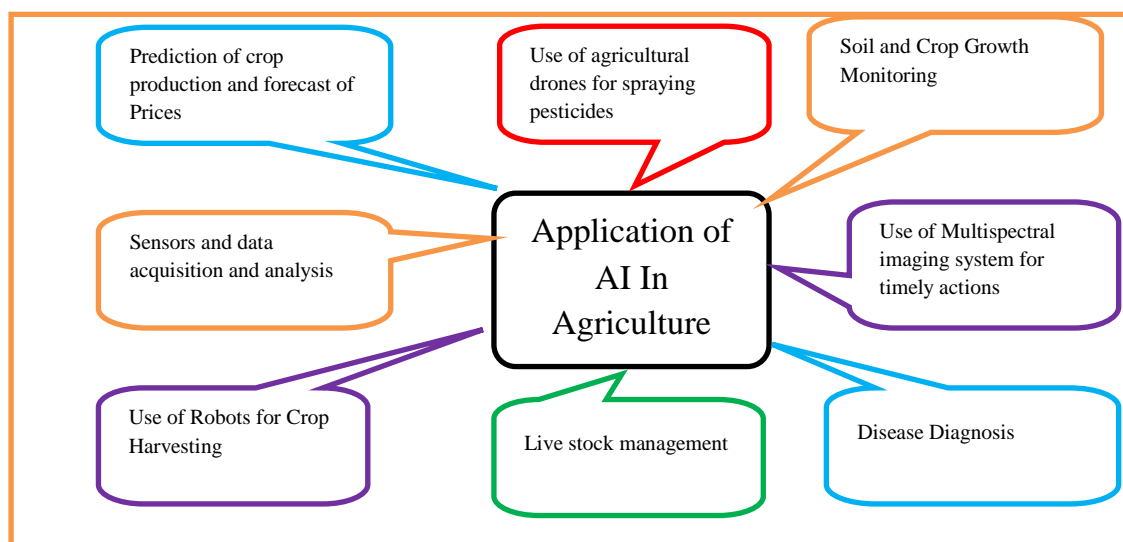 Prediction of crop
production and forecast of
Prices
Use of agricultural
drones for spraying
pesticides
Soil and Crop Growth
Monitoring
Sensors and data
acquisition and analysis
Application of
AI In
Agriculture
Use of Multispectral
imaging system for
timely actions
Use of Robots for Crop
Harvesting
Live stock management
Disease Diagnosis